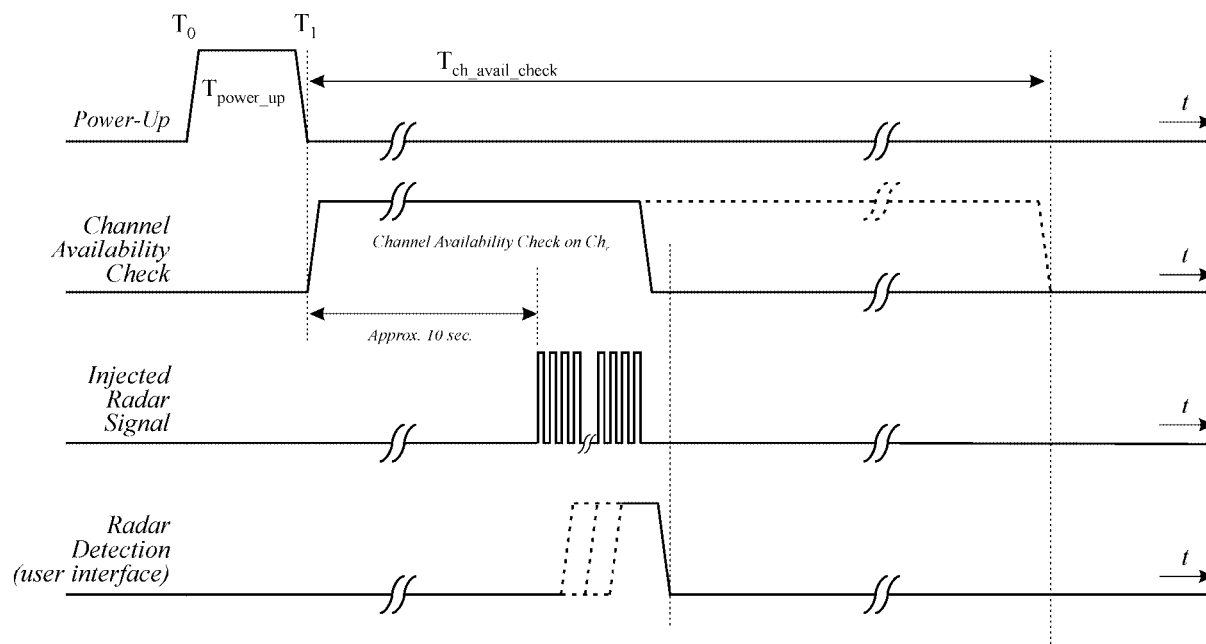 T0 T1
Tch_avail_check
Tpower_up
Power-Up
t
Channel
Availability
Check
Channel Availability Check on Chr
t
Approx. 10 sec.
Injected
Radar
Signal
t
Radar
Detection
(user interface)
t